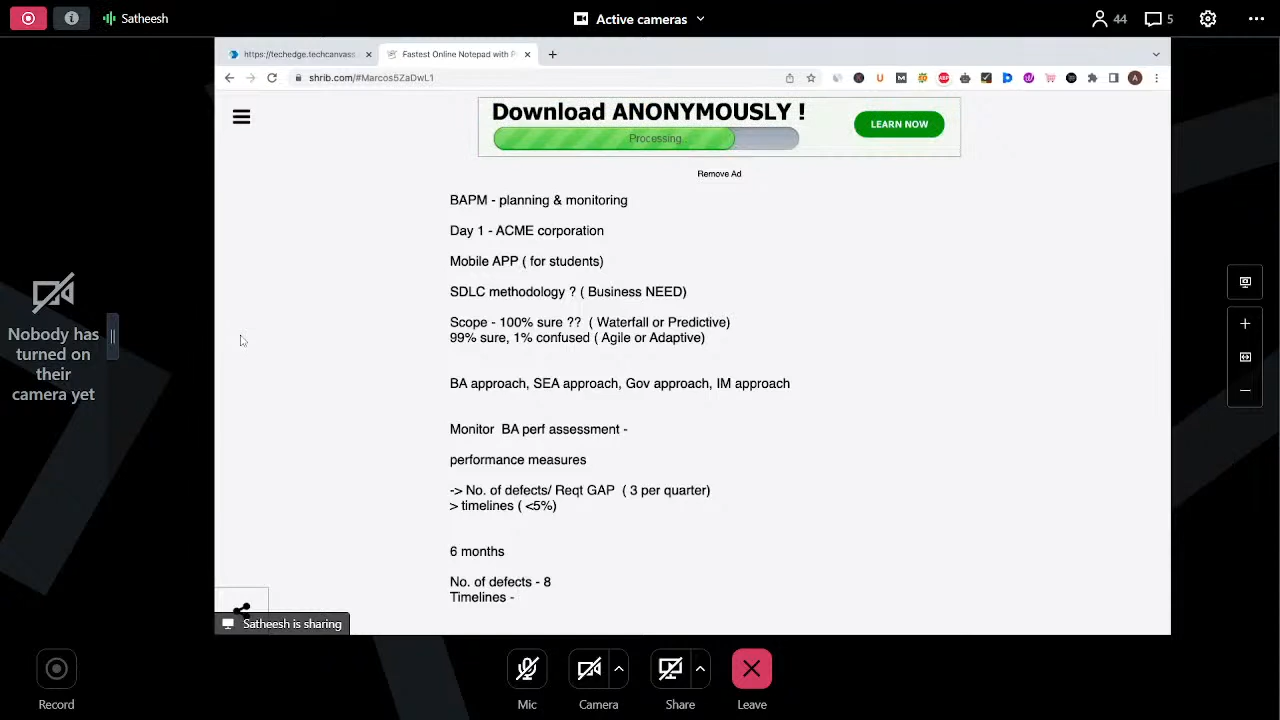 Satheesh
Active cameras
44
5
https://techedge.techcanvass
Fastest Online Notepad with P
shrib.com/#Marcos5ZaDwL1
Download ANONYMOUSLY !
Processing
LEARN NOW
Remove Ad
BAPM - planning & monitoring
Day 1 - ACME corporation
Mobile APP ( for students)
SDLC methodology ? ( Business NEED)
Scope - 100% sure ?? ( Waterfall or Predictive)
99% sure, 1% confused ( Agile or Adaptive)
BA approach, SEA approach, Gov approach, IM approach
Monitor BA perf assessment -
performance measures
-> No. of defects/ Reqt GAP ( 3 per quarter)
> timelines ( <5%)
6 months
No. of defects - 8
Timelines -
Nobody has
turned on
their
camera yet
Satheesh is sharing
Record
Mic
Camera
Share
Leave